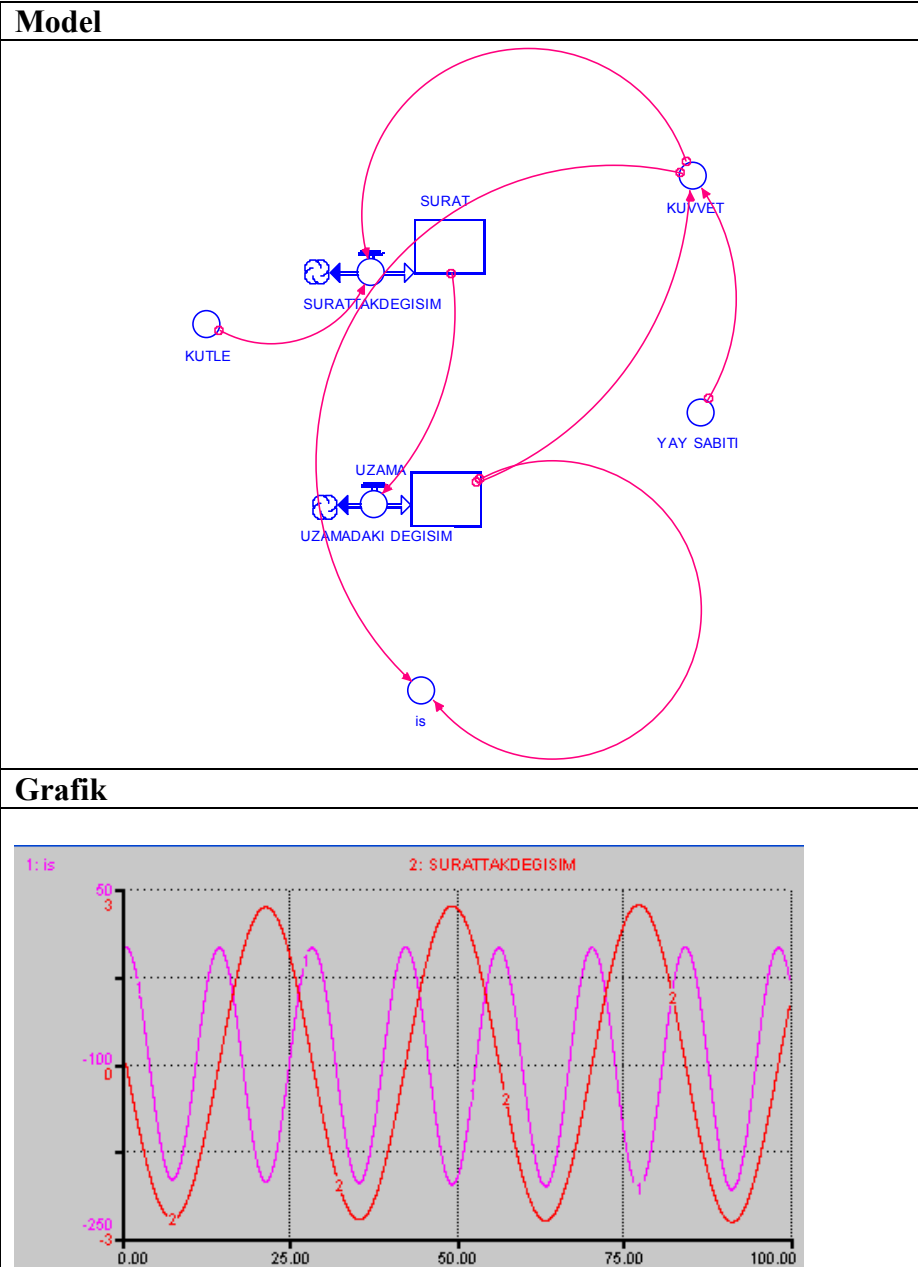 Model
SURAT
KUVVET
SURATTAKDEGISIM
KUTLE
YAY SABITI
UZAMA
UZAMADAKI DEGISIM
is
Grafik
1: is 2: SURATTAKDEGISIM
50
3
1 1
2
-100
0
1 2
2
1
2
-250
-3
0.00 25.00 50.00 75.00 100.00